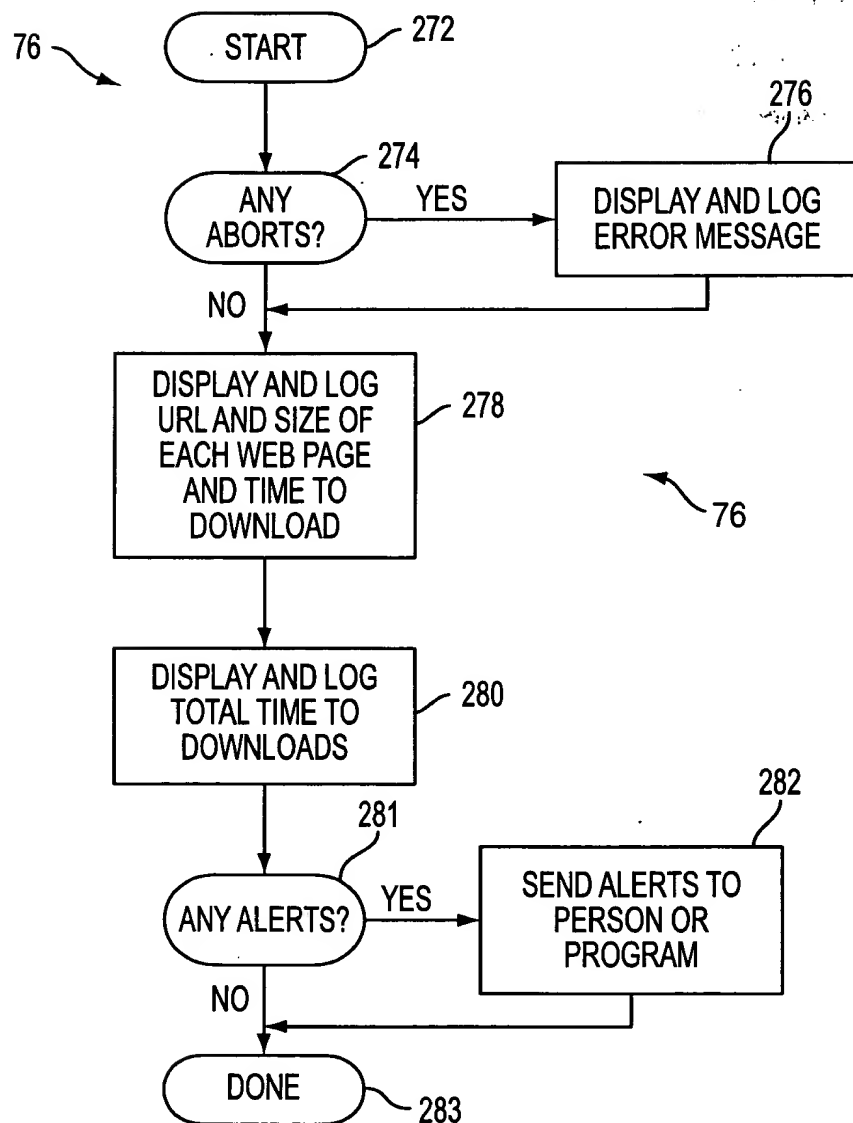 76
START
272
274
276
ANY
ABORTS?
YES
DISPLAY AND LOG
ERROR MESSAGE
NO
DISPLAY AND LOG
URL AND SIZE OF
EACH WEB PAGE
AND TIME TO
DOWNLOAD
278
76
DISPLAY AND LOG
TOTAL TIME TO
DOWNLOADS
280
281
282
ANY ALERTS?
YES
SEND ALERTS TO
PERSON OR
PROGRAM
NO
DONE
283